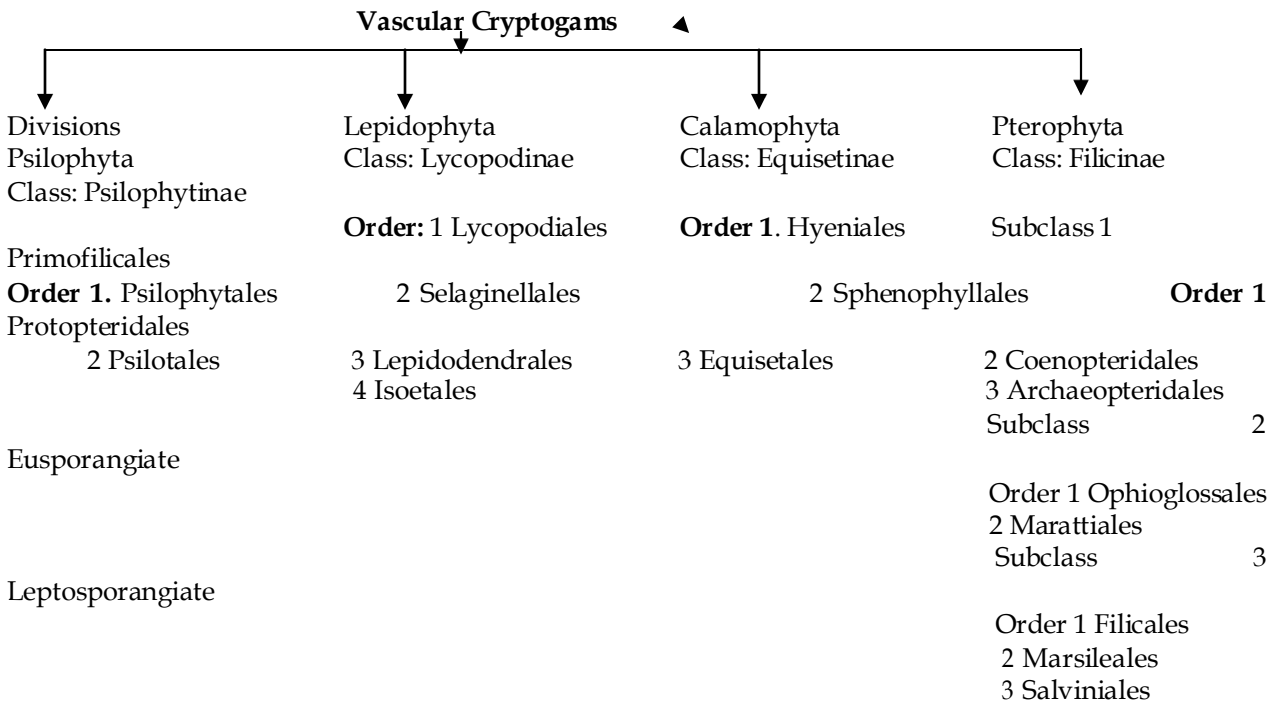 Vascular Cryptogams
Divisions Lepidophyta Calamophyta Pterophyta
Psilophyta Class: Lycopodinae Class: Equisetinae Class: Filicinae
Class: Psilophytinae
Order: 1 Lycopodiales Order 1. Hyeniales Subclass 1
Primofilicales
Order 1. Psilophytales 2 Selaginellales 2 Sphenophyllales Order 1
Protopteridales
2 Psilotales 3 Lepidodendrales 3 Equisetales 2 Coenopteridales
4 Isoetales 3 Archaeopteridales
Subclass 2
Eusporangiate
Order 1 Ophioglossales
2 Marattiales
Subclass 3
Leptosporangiate
Order 1 Filicales
2 Marsileales
3 Salviniales